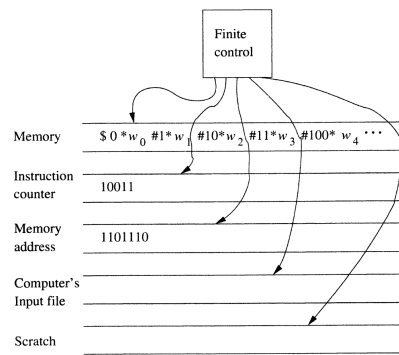 Finite
control
Memory
$ 0 * w0 #1* w1 #10* w2 #11* w3 #100* w4 ···
Instruction
counter
10011
Memory
address
1101110
Computer's
Input file
Scratch